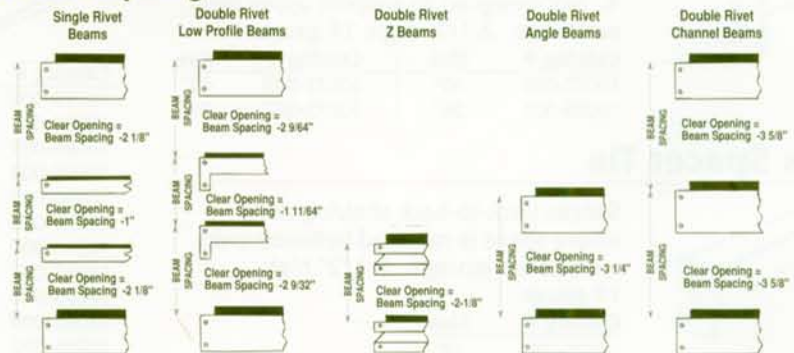 Single Rivet
Beams
BEAM
SPACING
Clear Opening =
Beam Spacing -2 1/8"
BEAM
SPACING
Clear Opening =
Beam Spacing -1"
BEAM
SPACING
Clear Opening =
Beam Spacing -2 1/8"
Double Rivet
Low Profile Beams
BEAM
SPACING
Clear Opening =
Beam Spacing -2 9/64"
BEAM
SPACING
Clear Opening =
Beam Spacing -1 11/64"
BEAM
SPACING
Clear Opening =
Beam Spacing -2 9/32"
Double Rivet
Z Beams
BEAM
SPACING
Clear Opening =
Beam Spacing -2-1/8"
Double Rivet
Angle Beams
BEAM
SPACING
Clear Opening =
Beam Spacing -3 1/4"
Double Rivet
Channel Beams
BEAM
SPACING
Clear Opening =
Beam Spacing -3 5/8"
BEAM
SPACING
Clear Opening =
Beam Spacing -3 5/8"